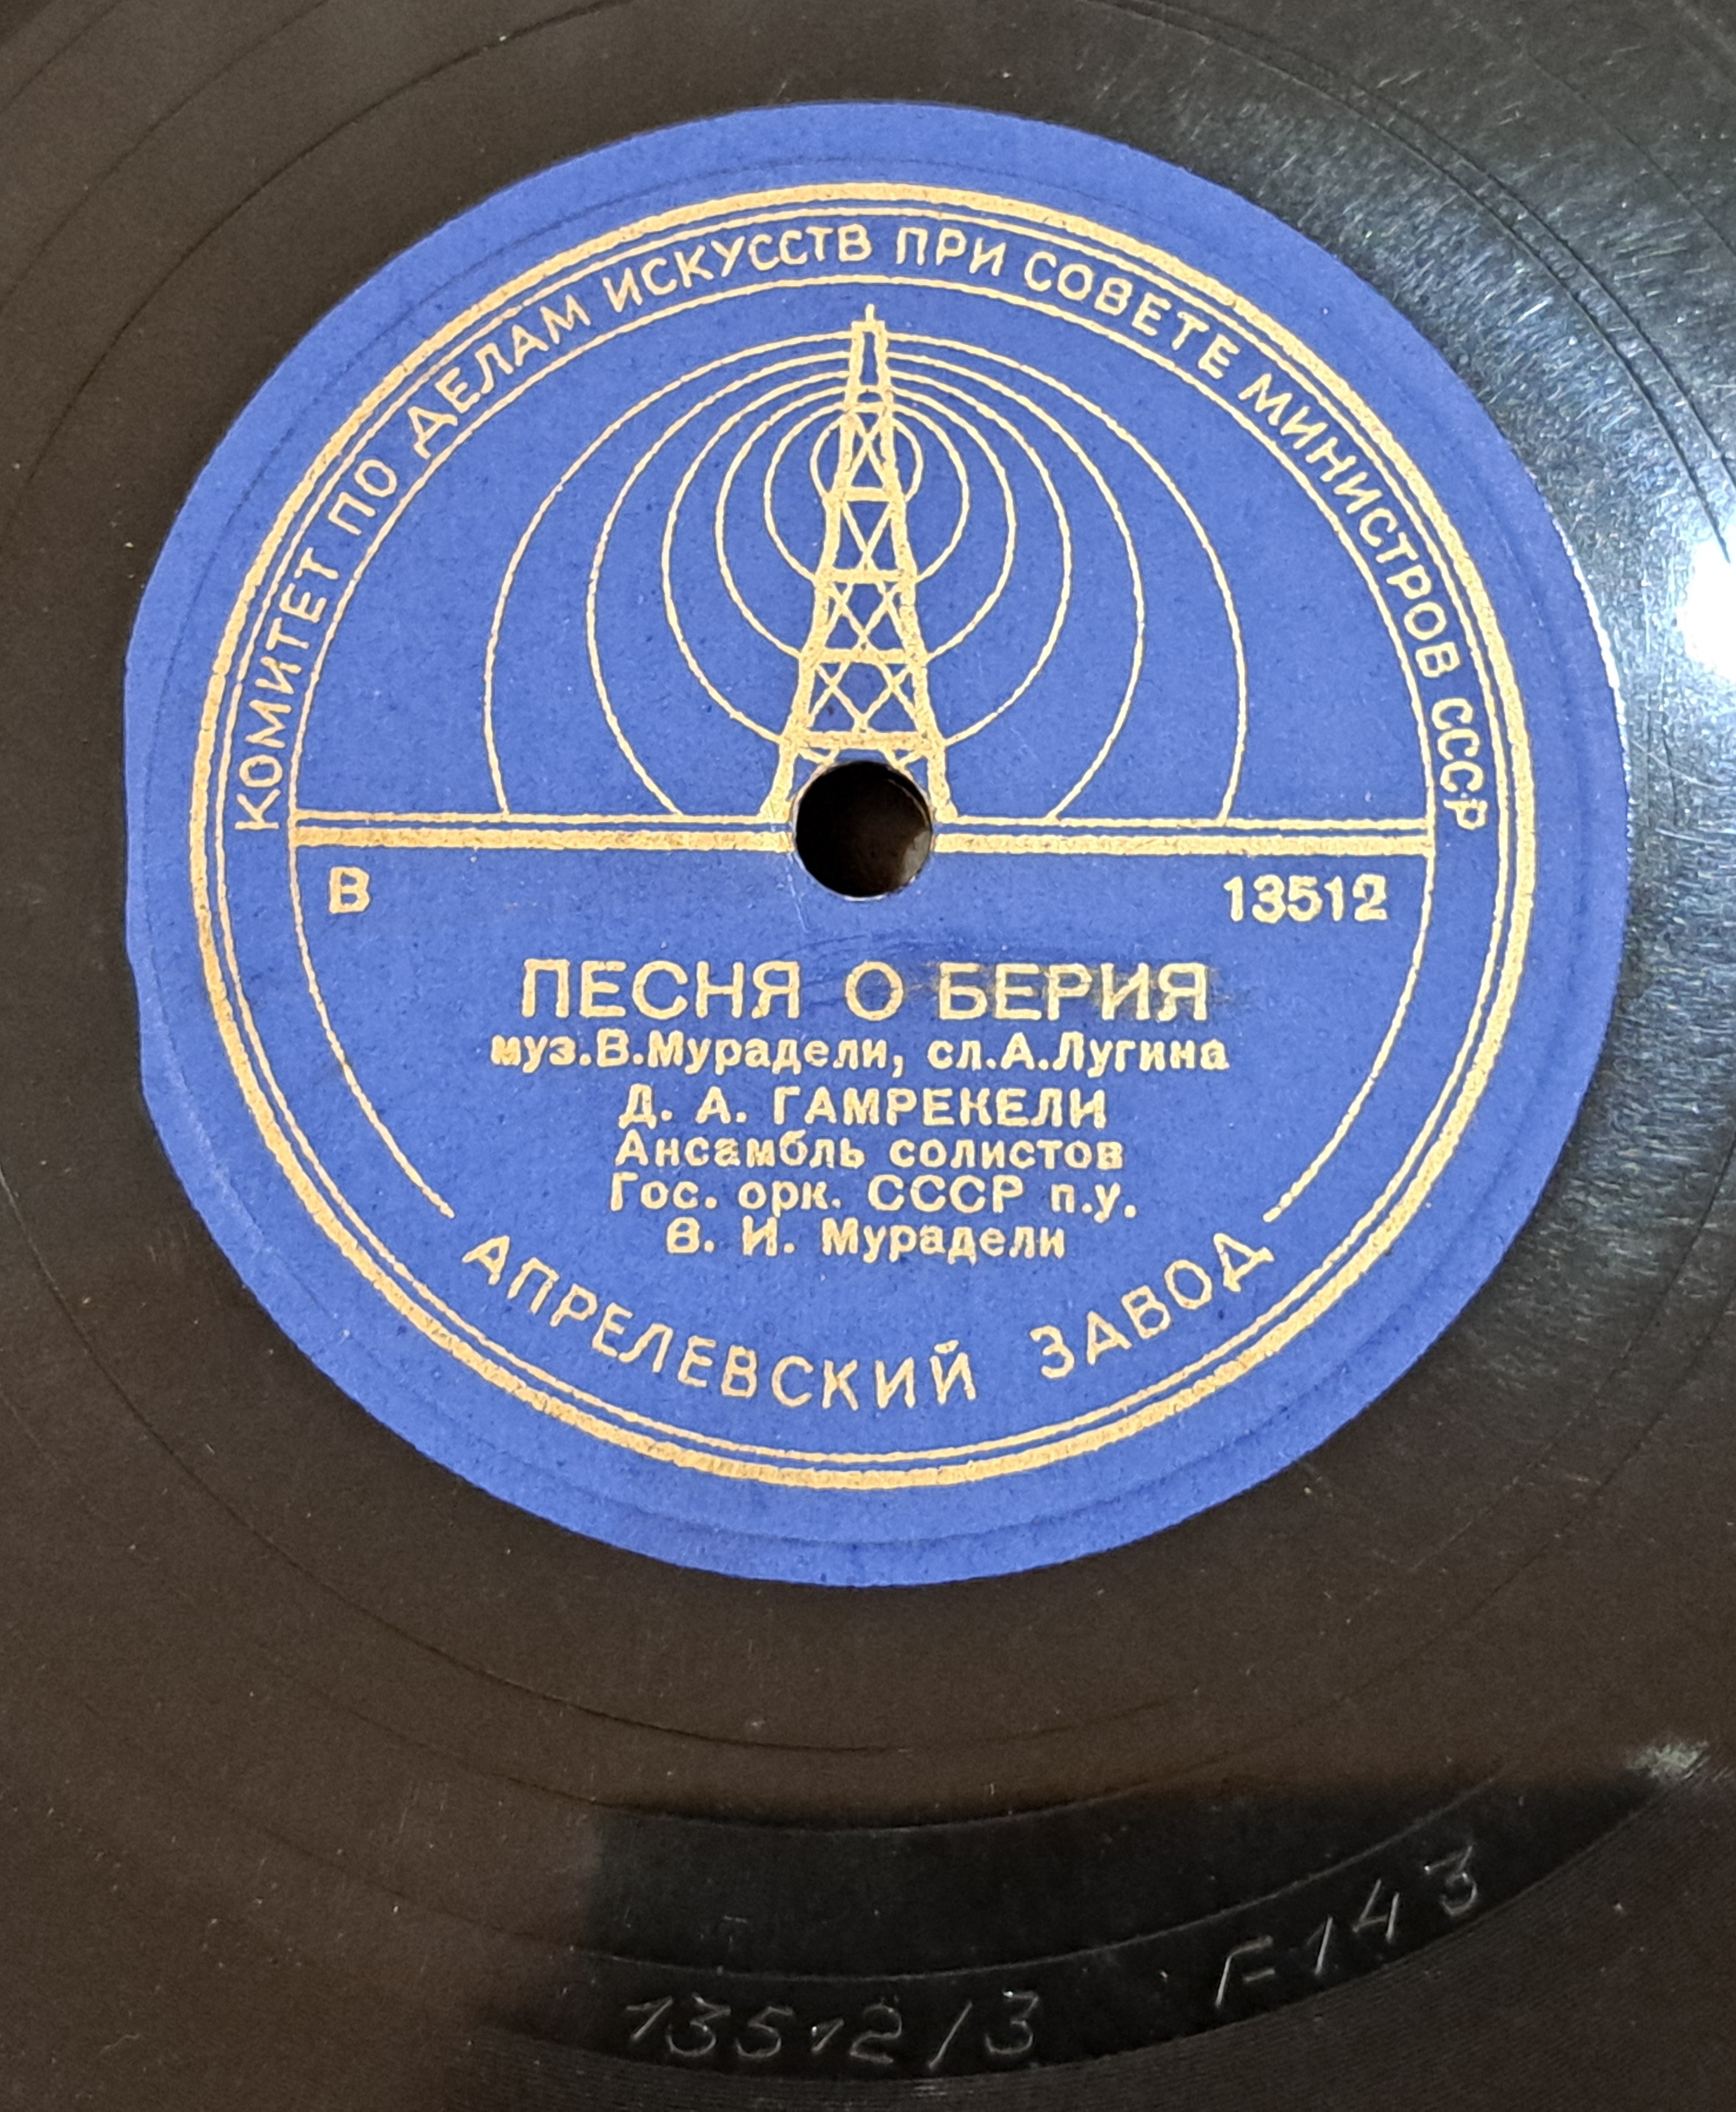 КОМИТЕТ ПО ДЕЛАМ ИСКУССТВ ПРИ СОВЕТЕ МИНИСТРОВ СССР
В 13512
ПЕСНЯ О БЕРИЯ
муз.В.Мурадели, сл.А.Лугина
Д. А. ГАМРЕКЕЛИ
Ансамбль солистов
Гос. орк. СССР п.у.
В. И. Мурадели
АПРЕЛЕВСКИЙ ЗАВОД
13512/3 Г-143